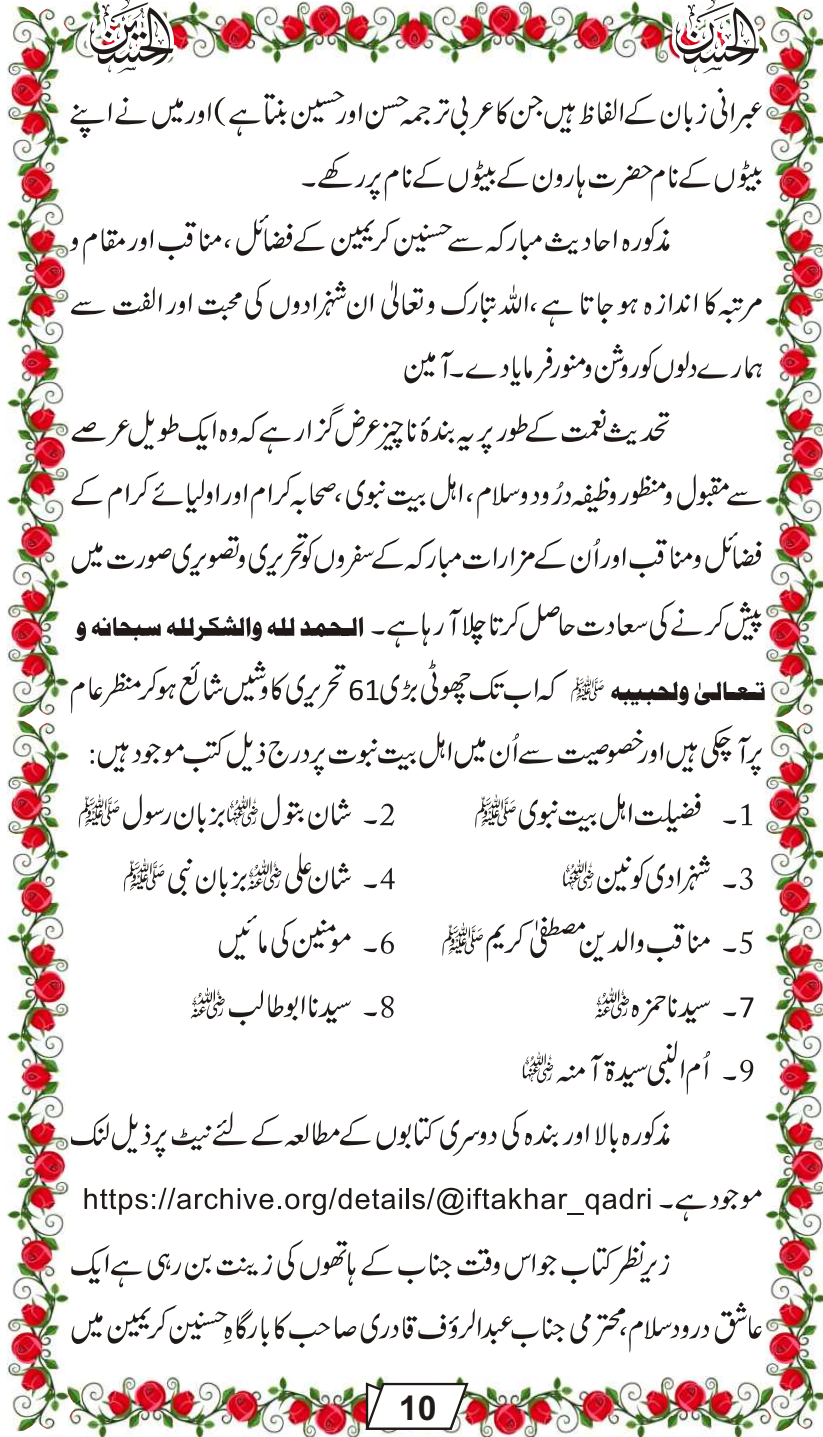 الحسن الحسین
عبرانی زبان کے الفاظ ہیں جن کا عربی ترجمہ حسن اور حسین بنتا ہے) اور میں نے اپنے
بیٹوں کے نام حضرت ہارون کے بیٹوں کے نام پر رکھے۔
مذکورہ احادیث مبارکہ سے حسنین کریمین کے فضائل، مناقب اور مقام و
مرتبہ کا اندازہ ہو جاتا ہے، اللہ تبارک وتعالیٰ ان شہزادوں کی محبت اور الفت سے
ہمارے دلوں کو روشن ومنور فرمایا دے۔ آمین
تحدیث نعمت کے طور پر یہ بندۂ ناچیز عرض گزار ہے کہ وہ ایک طویل عرصے
سے مقبول ومنظور وظیفہ درُود وسلام، اہل بیت نبوی، صحابہ کرام اور اولیائے کرام کے
فضائل ومناقب اور اُن کے مزارات مبارکہ کے سفروں کو تحریری وتصویری صورت میں
پیش کرنے کی سعادت حاصل کرتا چلا آ رہا ہے۔ الحمد لله والشكرلله سبحانه و
تعالىٰ ولحبيبه ﷺ کہ اب تک چھوٹی بڑی 61 تحریری کاوشیں شائع ہو کر منظر عام
پر آ چکی ہیں اور خصوصیت سے اُن میں اہل بیت نبوت پر درج ذیل کتب موجود ہیں:
1۔ فضیلت اہل بیت نبوی ﷺ 2۔ شان بتول رضی اللہ عنہا بزبان رسول ﷺ
3۔ شہزادی کونین رضی اللہ عنہا 4۔ شان علی رضی اللہ عنہ بزبان نبی ﷺ
5۔ مناقب والدین مصطفیٰ کریم ﷺ 6۔ مومنین کی مائیں
7۔ سیدنا حمزہ رضی اللہ عنہ 8۔ سیدنا ابوطالب رضی اللہ عنہ
9۔ اُم النبی سیدۃ آمنہ رضی اللہ عنہا
مذکورہ بالا اور بندہ کی دوسری کتابوں کے مطالعہ کے لئے نیٹ پر ذیل لنک
موجود ہے۔ https://archive.org/details/@iftakhar_qadri
زیر نظر کتاب جو اس وقت جناب کے ہاتھوں کی زینت بن رہی ہے ایک
عاشق درود سلام، محترمی جناب عبدالرؤف قادری صاحب کا بارگاہِ حسنین کریمین میں
10